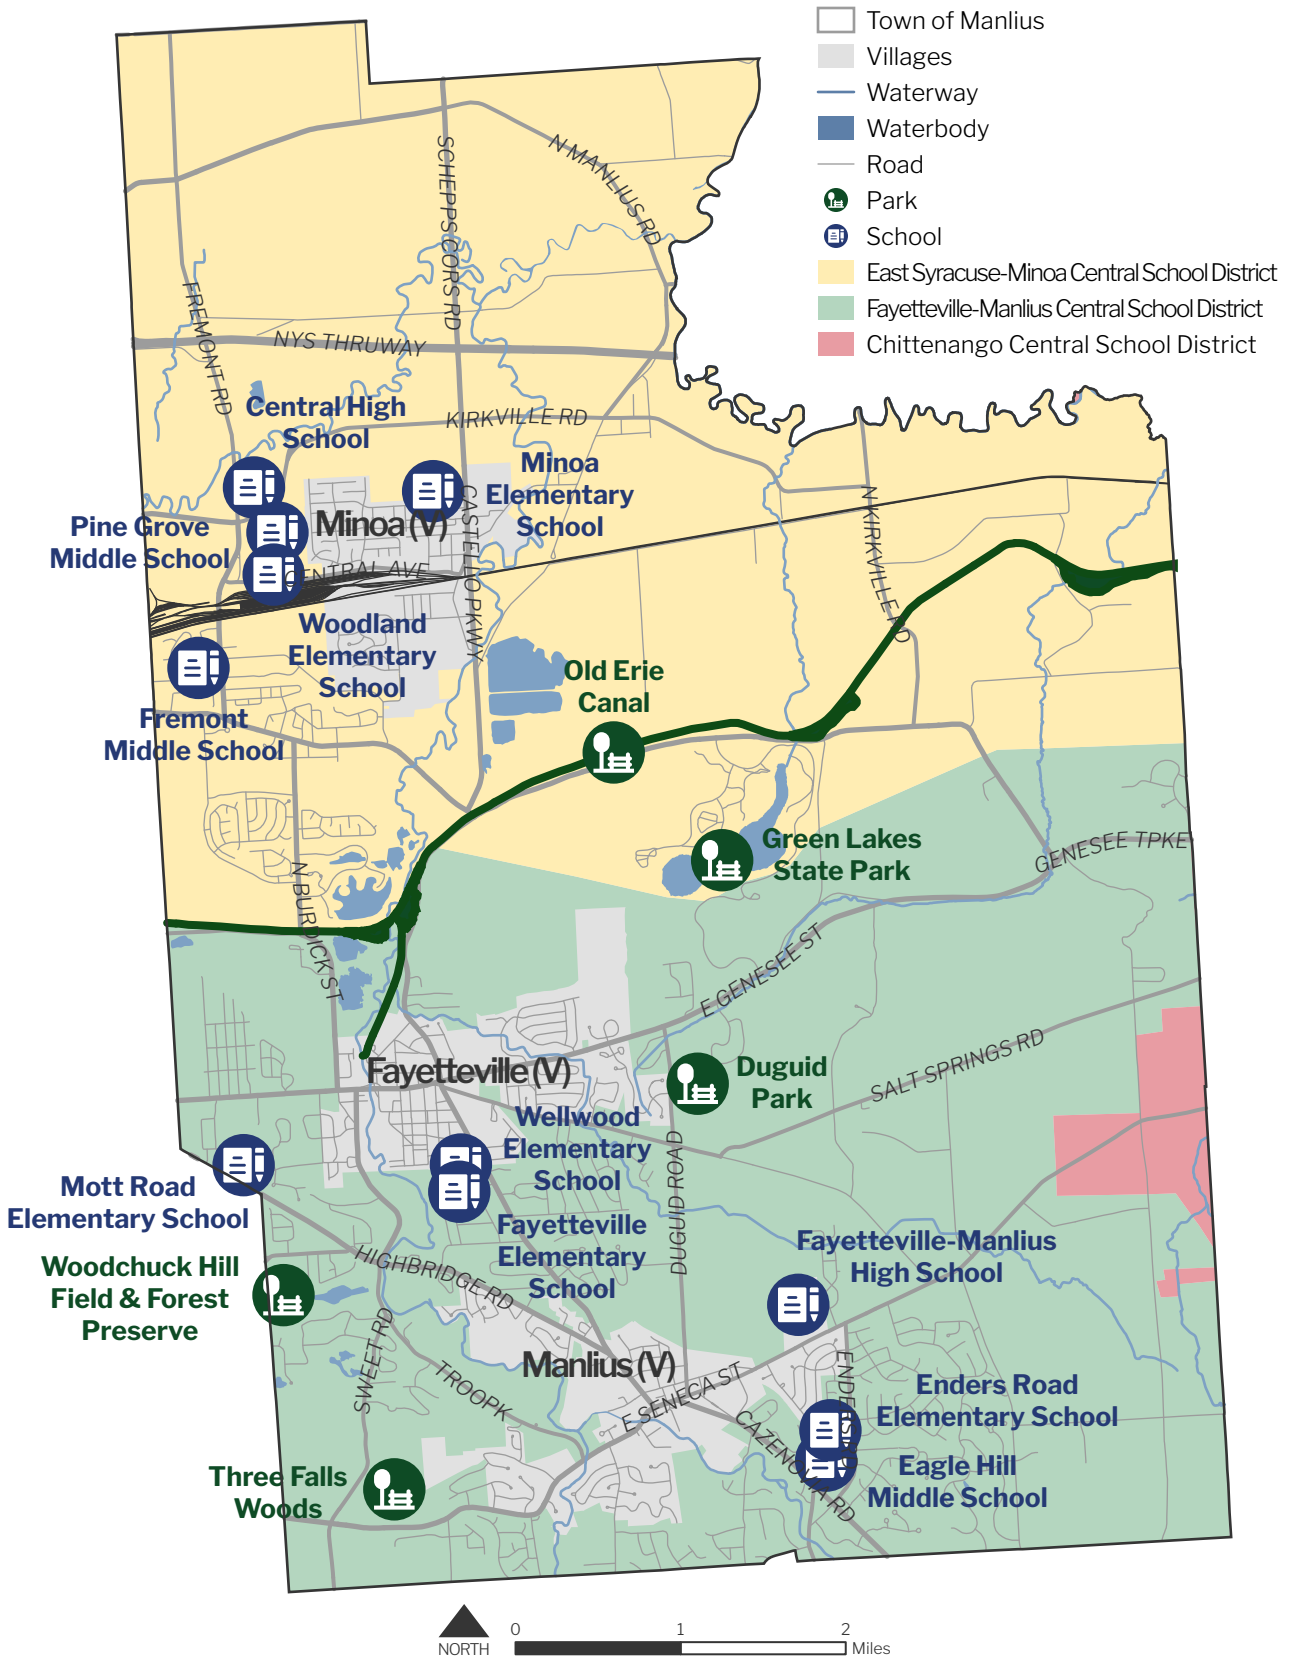 Town of Manlius
Villages
Waterway
Waterbody
Road
Park
School
East Syracuse-Minoa Central School District
Fayetteville-Manlius Central School District
Chittenango Central School District
SCHEPPS CORS RD
N MANLIUS RD
FREMONT RD
NYS THRUWAY
Central High
School
KIRKVILLE RD
Minoa
Elementary
School
Pine Grove
Middle School
Minoa (V)
CASTELLO PKWY
N KIRKVILLE RD
CENTRAL AVE
Woodland
Elementary
School
Old Erie
Canal
Fremont
Middle School
Green Lakes
State Park
GENESEE TPKE
N BURDICK ST
E GENESEE ST
Fayetteville (V)
Duguid
Park
SALT SPRINGS RD
Wellwood
Elementary
School
DUGUID ROAD
Mott Road
Elementary School
Fayetteville
Elementary
School
Fayetteville-Manlius
High School
HIGHBRIDGE RD
Woodchuck Hill
Field & Forest
Preserve
SWEET RD
TROOP K
Manlius (V)
E SENECA ST
Enders Road
Elementary School
CAZENOVIA RD
Eagle Hill
Middle School
Three Falls
Woods
NORTH
0 1 2
Miles